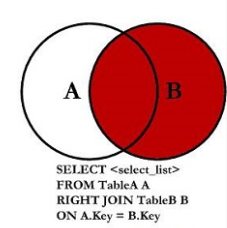 A B
SELECT <select_list>
FROM TableA A
RIGHT JOIN TableB B
ON A.Key = B.Key